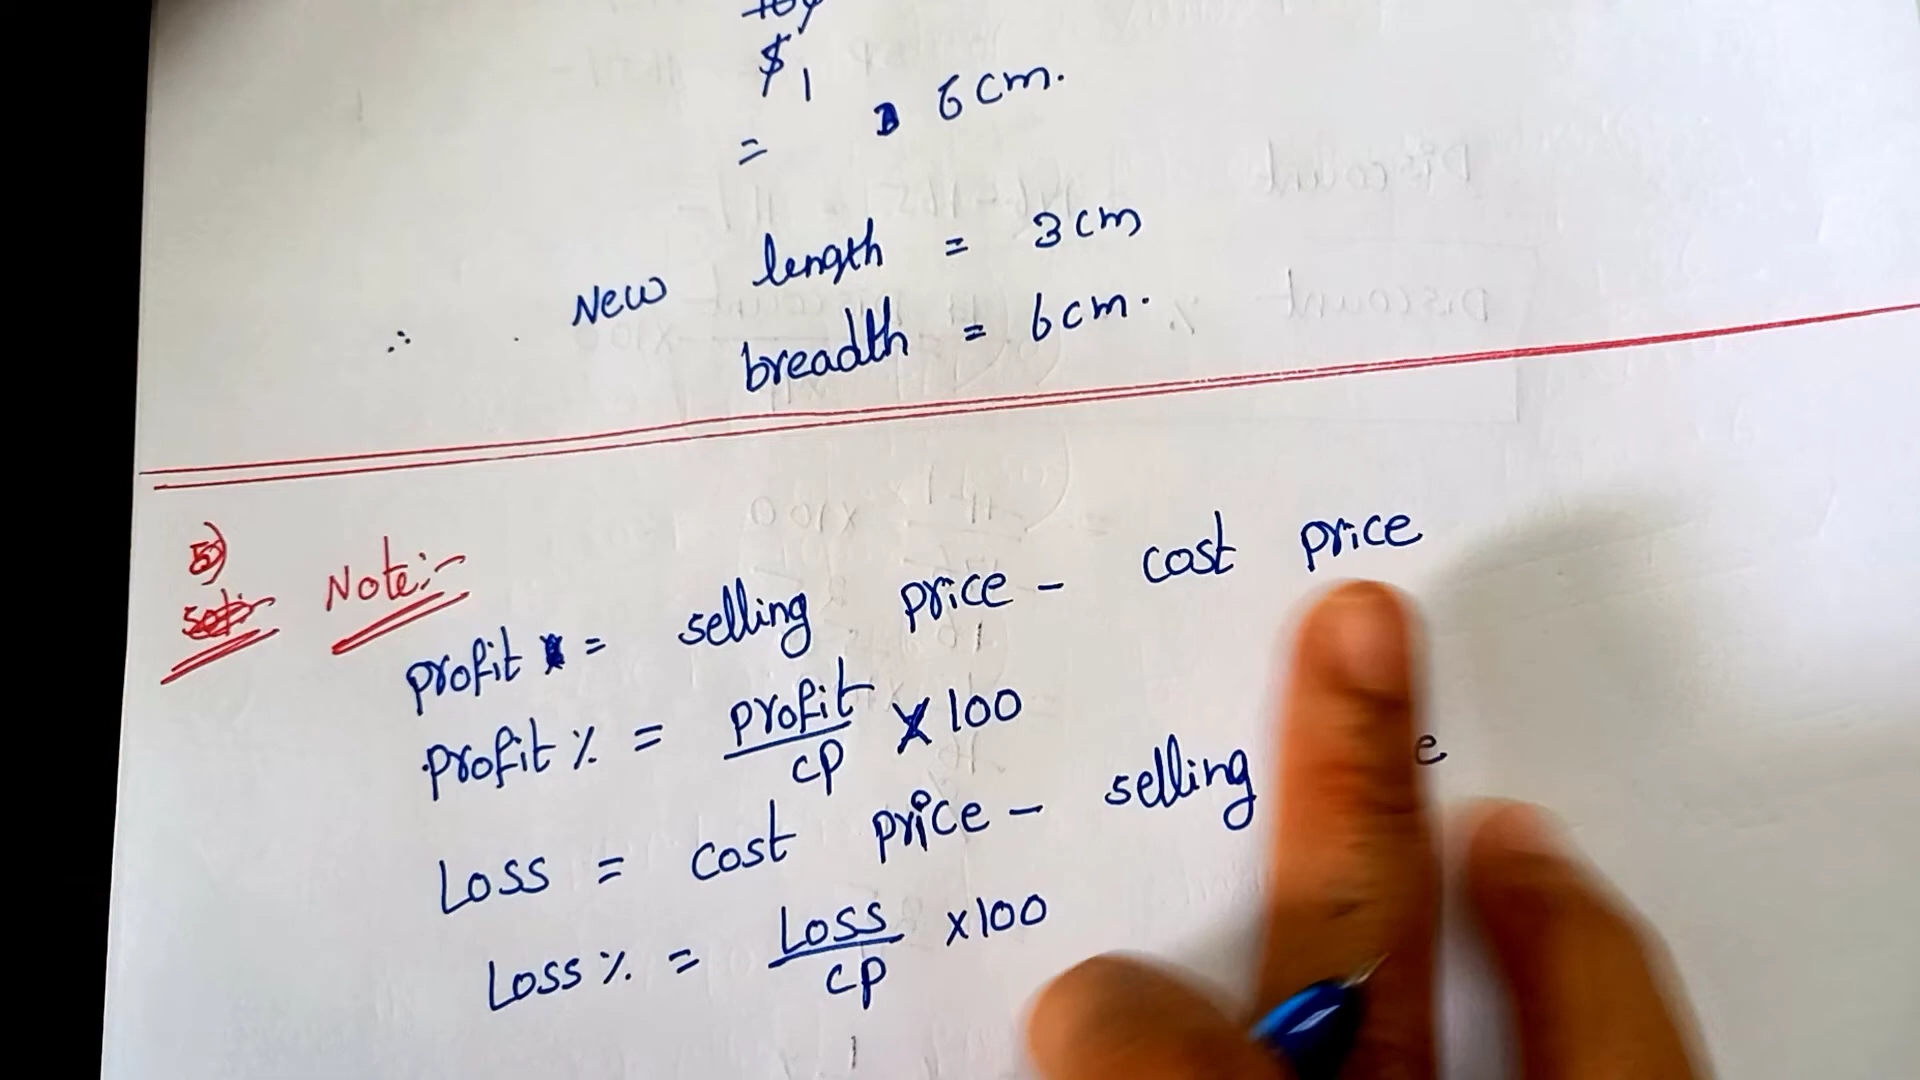 $ 1
= 6 cm.
∴ New length = 3 cm
breadth = 6 cm.
5) Note:-
profit = selling price - cost price
profit % = profit / CP × 100
Loss = cost price - selling
Loss % = Loss / CP × 100